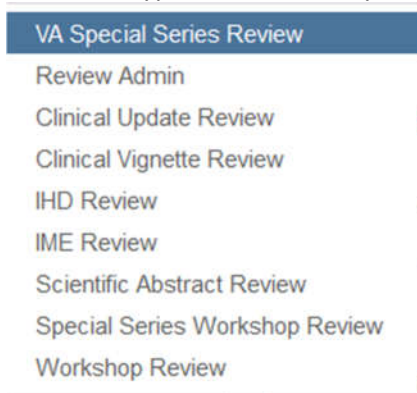 VA Special Series Review
Review Admin
Clinical Update Review
Clinical Vignette Review
IHD Review
IME Review
Scientific Abstract Review
Special Series Workshop Review
Workshop Review